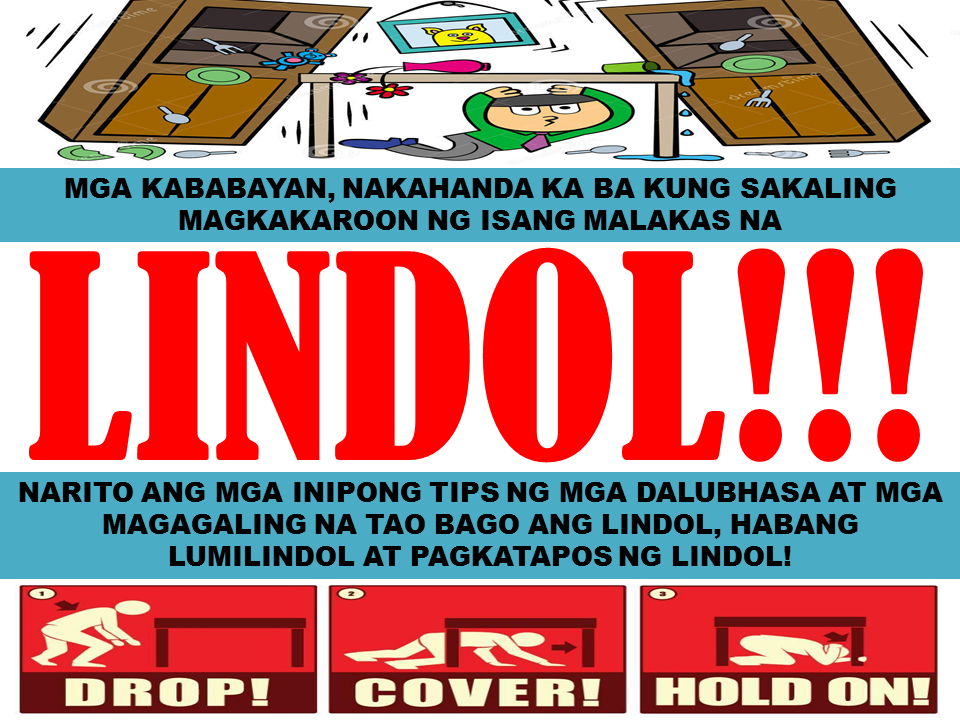 MGA KABABAYAN, NAKAHANDA KA BA KUNG SAKALING
MAGKAKAROON NG ISANG MALAKAS NA
LINDOL!!!
NARITO ANG MGA INIPONG TIPS NG MGA DALUBHASA AT MGA
MAGAGALING NA TAO BAGO ANG LINDOL, HABANG
LUMILINDOL AT PAGKATAPOS NG LINDOL!
1
DROP!
2
COVER!
3
HOLD ON!